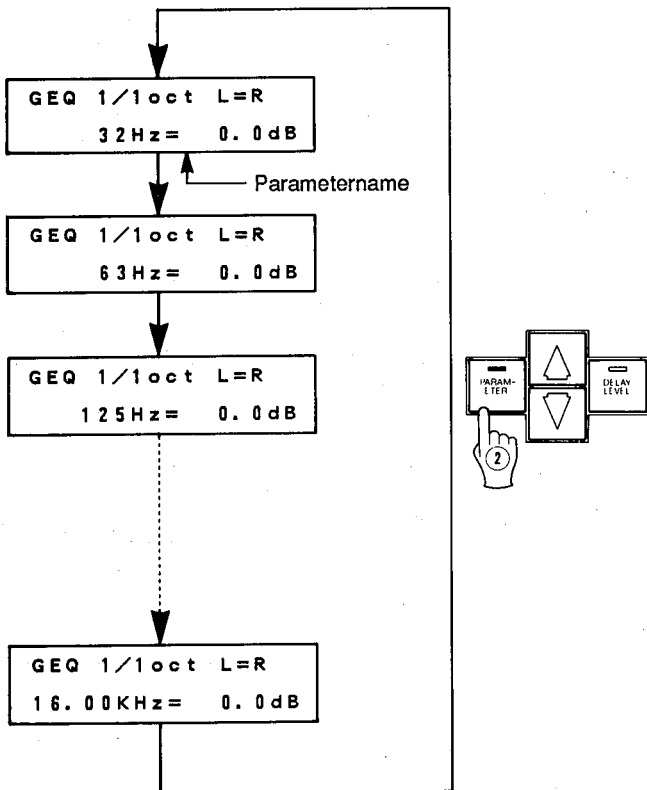 GEQ 1/1oct L=R
32Hz= 0.0dB
Parametername
GEQ 1/1oct L=R
63Hz= 0.0dB
GEQ 1/1oct L=R
125Hz= 0.0dB
PARAM-
ETER
DELAY
LEVEL
2
GEQ 1/1oct L=R
16.00KHz= 0.0dB